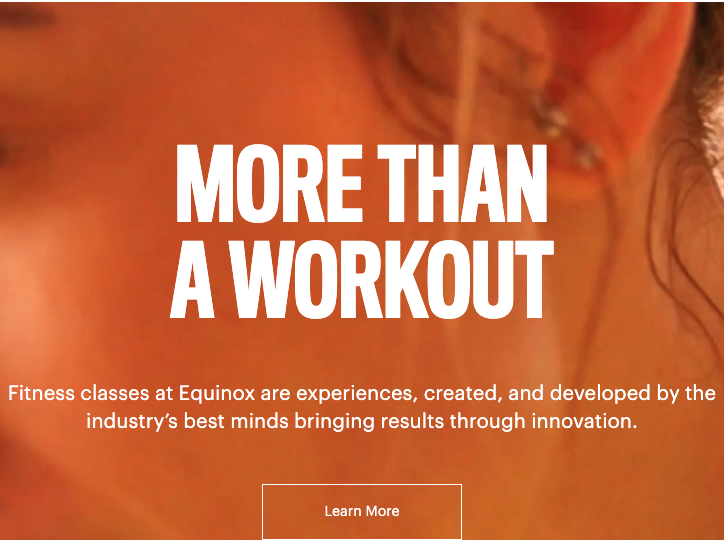 MORE THAN
A WORKOUT
Fitness classes at Equinox are experiences, created, and developed by the
industry’s best minds bringing results through innovation.
Learn More